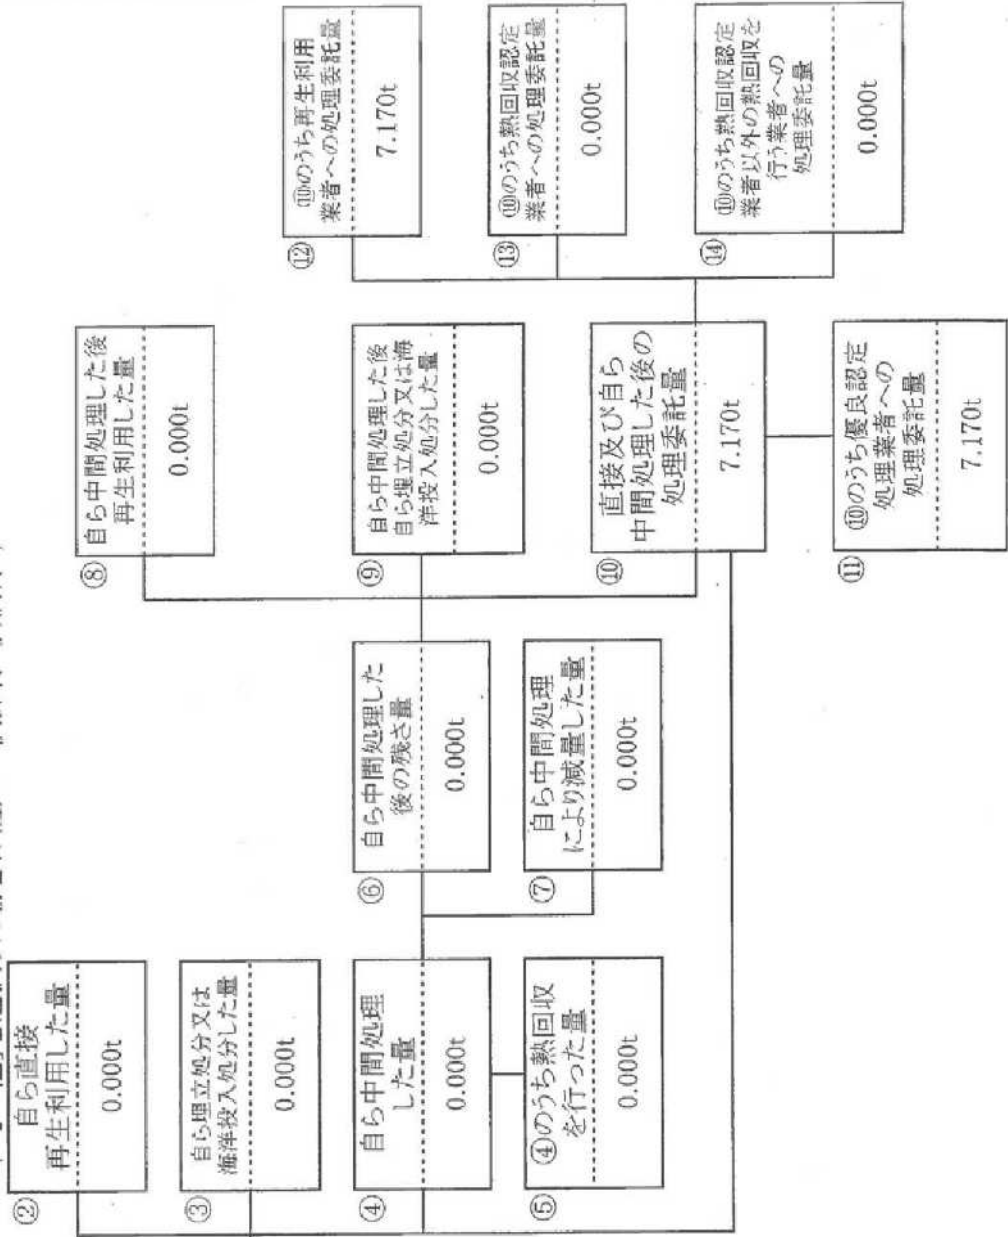 ②
自ら直接
再生利用した量
0.000t
③
自ら埋立処分又は
海洋投入処分した量
0.000t
④
自ら中間処理
した量
0.000t
⑤
④のうち熱回収
を行った量
0.000t
⑥
自ら中間処理した
後の残さ量
0.000t
⑦
自ら中間処理
により減量した量
0.000t
⑧
自ら中間処理した後
再生利用した量
0.000t
⑨
自ら中間処理した後
自ら埋立処分又は海
洋投入処分した量
0.000t
⑩
直接及び自ら
中間処理した後の
処理委託量
7.170t
⑪
⑩のうち優良認定
処理業者への
処理委託量
7.170t
⑫
⑩のうち再生利用
業者への処理委託量
7.170t
⑬
⑩のうち熱回収認定
業者への処理委託量
0.000t
⑭
⑩のうち熱回収認定
業者以外の熱回収を
行う業者への
処理委託量
0.000t